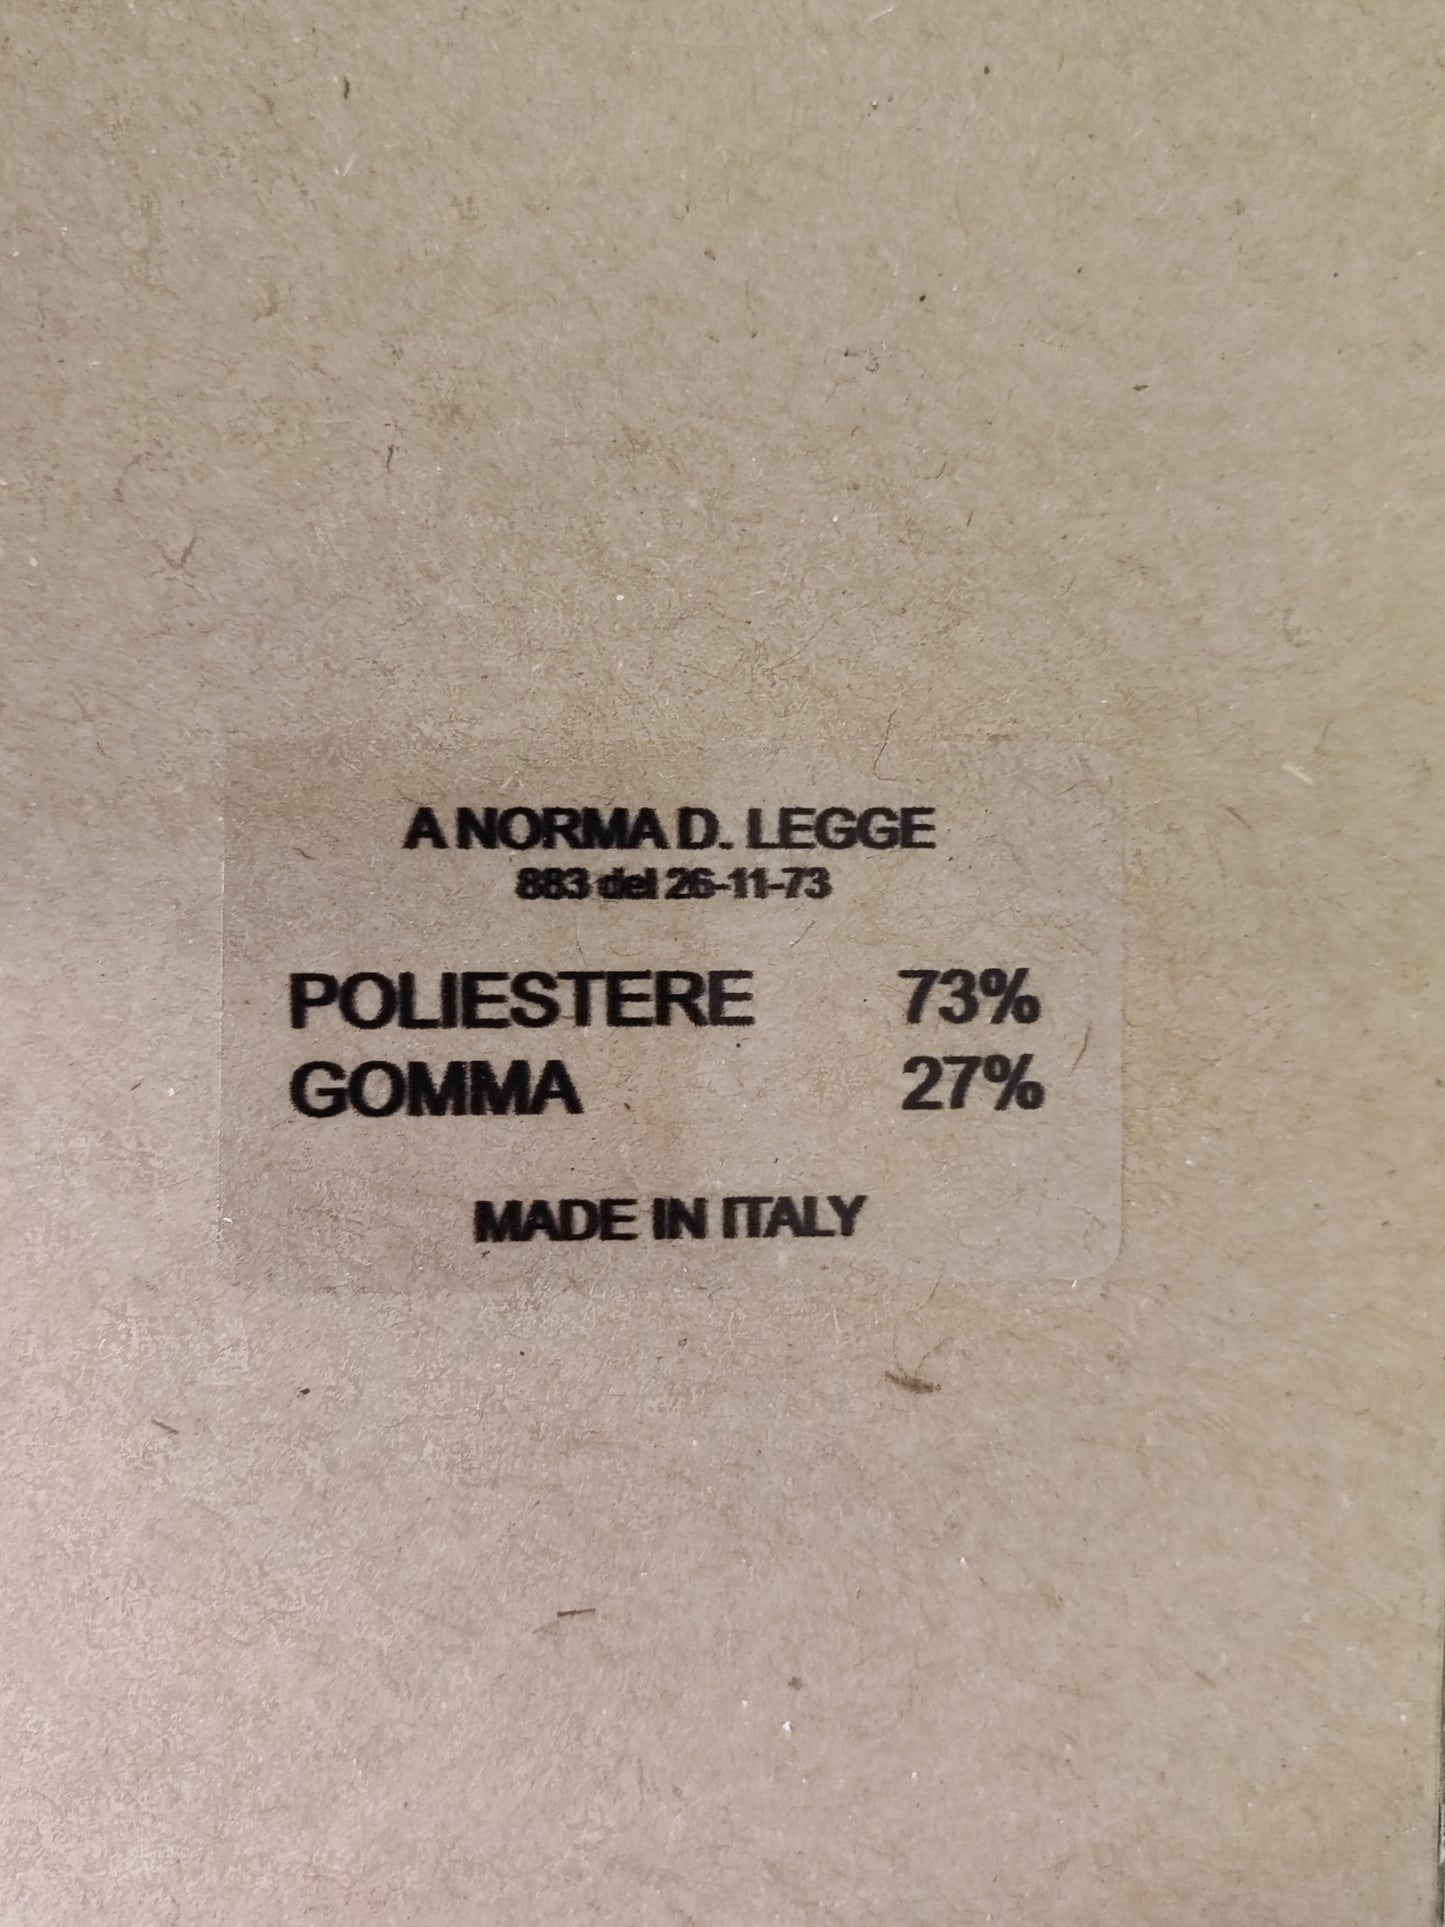 A NORMA D. LEGGE
883 del 26-11-73
POLIESTERE 73%
GOMMA 27%
MADE IN ITALY